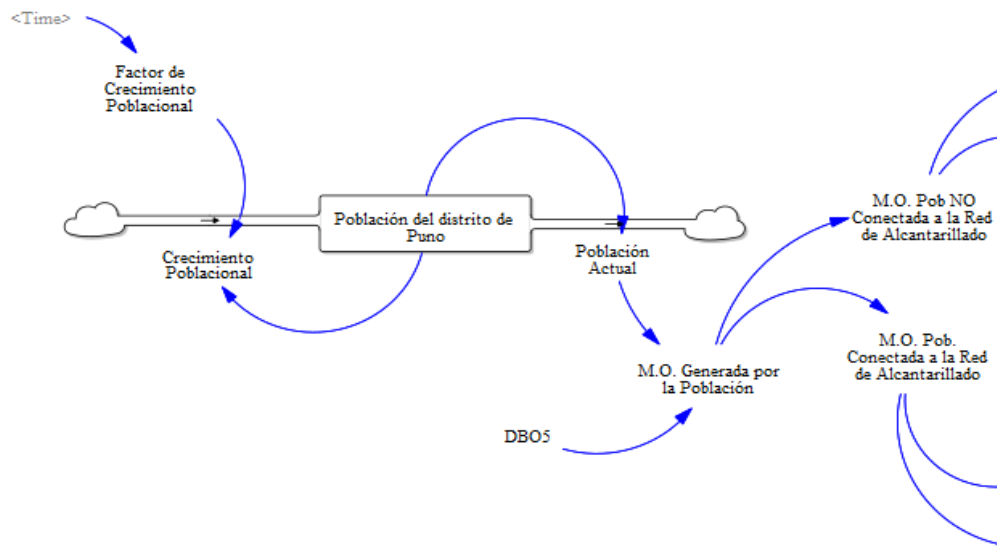 <Time>
Factor de
Crecimiento
Poblacional
Población del distrito de
Puno
Crecimiento
Poblacional
Población
Actual
M.O. Pob NO
Conectada a la Red
de Alcantarillado
M.O. Pob.
Conectada a la Red
de Alcantarillado
M.O. Generada por
la Población
DBO5